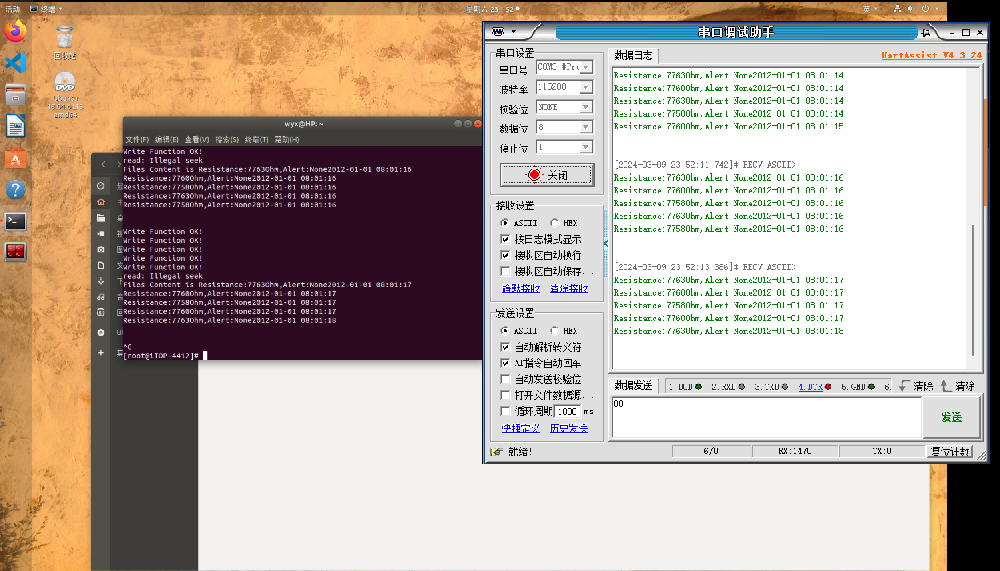 活动
终端
星期六 23：52
英
回收站
Ubuntu
18.04.6 LTS
amd64
wyx@HP: ~
文件(F) 编辑(E) 查看(V) 搜索(S) 终端(T) 帮助(H)
Write Function OK!
read: Illegal seek
Files Content is Resistance:7763Ohm,Alert:None2012-01-01 08:01:16
Resistance:7760Ohm,Alert:None2012-01-01 08:01:16
Resistance:7758Ohm,Alert:None2012-01-01 08:01:16
Resistance:7763Ohm,Alert:None2012-01-01 08:01:16
Resistance:7758Ohm,Alert:None2012-01-01 08:01:16
Write Function OK!
Write Function OK!
Write Function OK!
Write Function OK!
Write Function OK!
read: Illegal seek
Files Content is Resistance:7763Ohm,Alert:None2012-01-01 08:01:17
Resistance:7760Ohm,Alert:None2012-01-01 08:01:17
Resistance:7758Ohm,Alert:None2012-01-01 08:01:17
Resistance:7760Ohm,Alert:None2012-01-01 08:01:17
Resistance:7763Ohm,Alert:None2012-01-01 08:01:18
^C
[root@iTOP-4412]#
串口调试助手
串口设置
串口号 COM3 #Pr
波特率 115200
校验位 NONE
数据位 8
停止位 1
关闭
接收设置
ASCII HEX
按日志模式显示
接收区自动换行
接收区自动保存...
静默接收 清除接收
发送设置
ASCII HEX
自动解析转义符
AT指令自动回车
自动发送校验位
打开文件数据源...
循环周期 1000 ms
快捷定义 历史发送
数据日志
UartAssist V4.3.24
Resistance:7763Ohm,Alert:None2012-01-01 08:01:14
Resistance:7760Ohm,Alert:None2012-01-01 08:01:14
Resistance:7763Ohm,Alert:None2012-01-01 08:01:14
Resistance:7758Ohm,Alert:None2012-01-01 08:01:14
Resistance:7760Ohm,Alert:None2012-01-01 08:01:15
[2024-03-09 23:52:11.742]# RECV ASCII>
Resistance:7763Ohm,Alert:None2012-01-01 08:01:16
Resistance:7760Ohm,Alert:None2012-01-01 08:01:16
Resistance:7758Ohm,Alert:None2012-01-01 08:01:16
Resistance:7763Ohm,Alert:None2012-01-01 08:01:16
Resistance:7758Ohm,Alert:None2012-01-01 08:01:16
[2024-03-09 23:52:13.386]# RECV ASCII>
Resistance:7763Ohm,Alert:None2012-01-01 08:01:17
Resistance:7760Ohm,Alert:None2012-01-01 08:01:17
Resistance:7758Ohm,Alert:None2012-01-01 08:01:17
Resistance:7760Ohm,Alert:None2012-01-01 08:01:17
Resistance:7763Ohm,Alert:None2012-01-01 08:01:18
数据发送 1.DCD 2.RXD 3.TXD 4.DTR 5.GND 6. 清除 清除
00
发送
就绪! 6/0 RX:1470 TX:0 复位计数